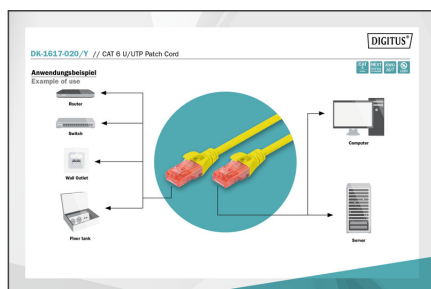 DIGITUS®
DK-1617-020/Y // CAT 6 U/UTP Patch Cord
Anwendungsbeispiel
Example of use
Router
Switch
Wall Outlet
Floor tank
Computer
Server